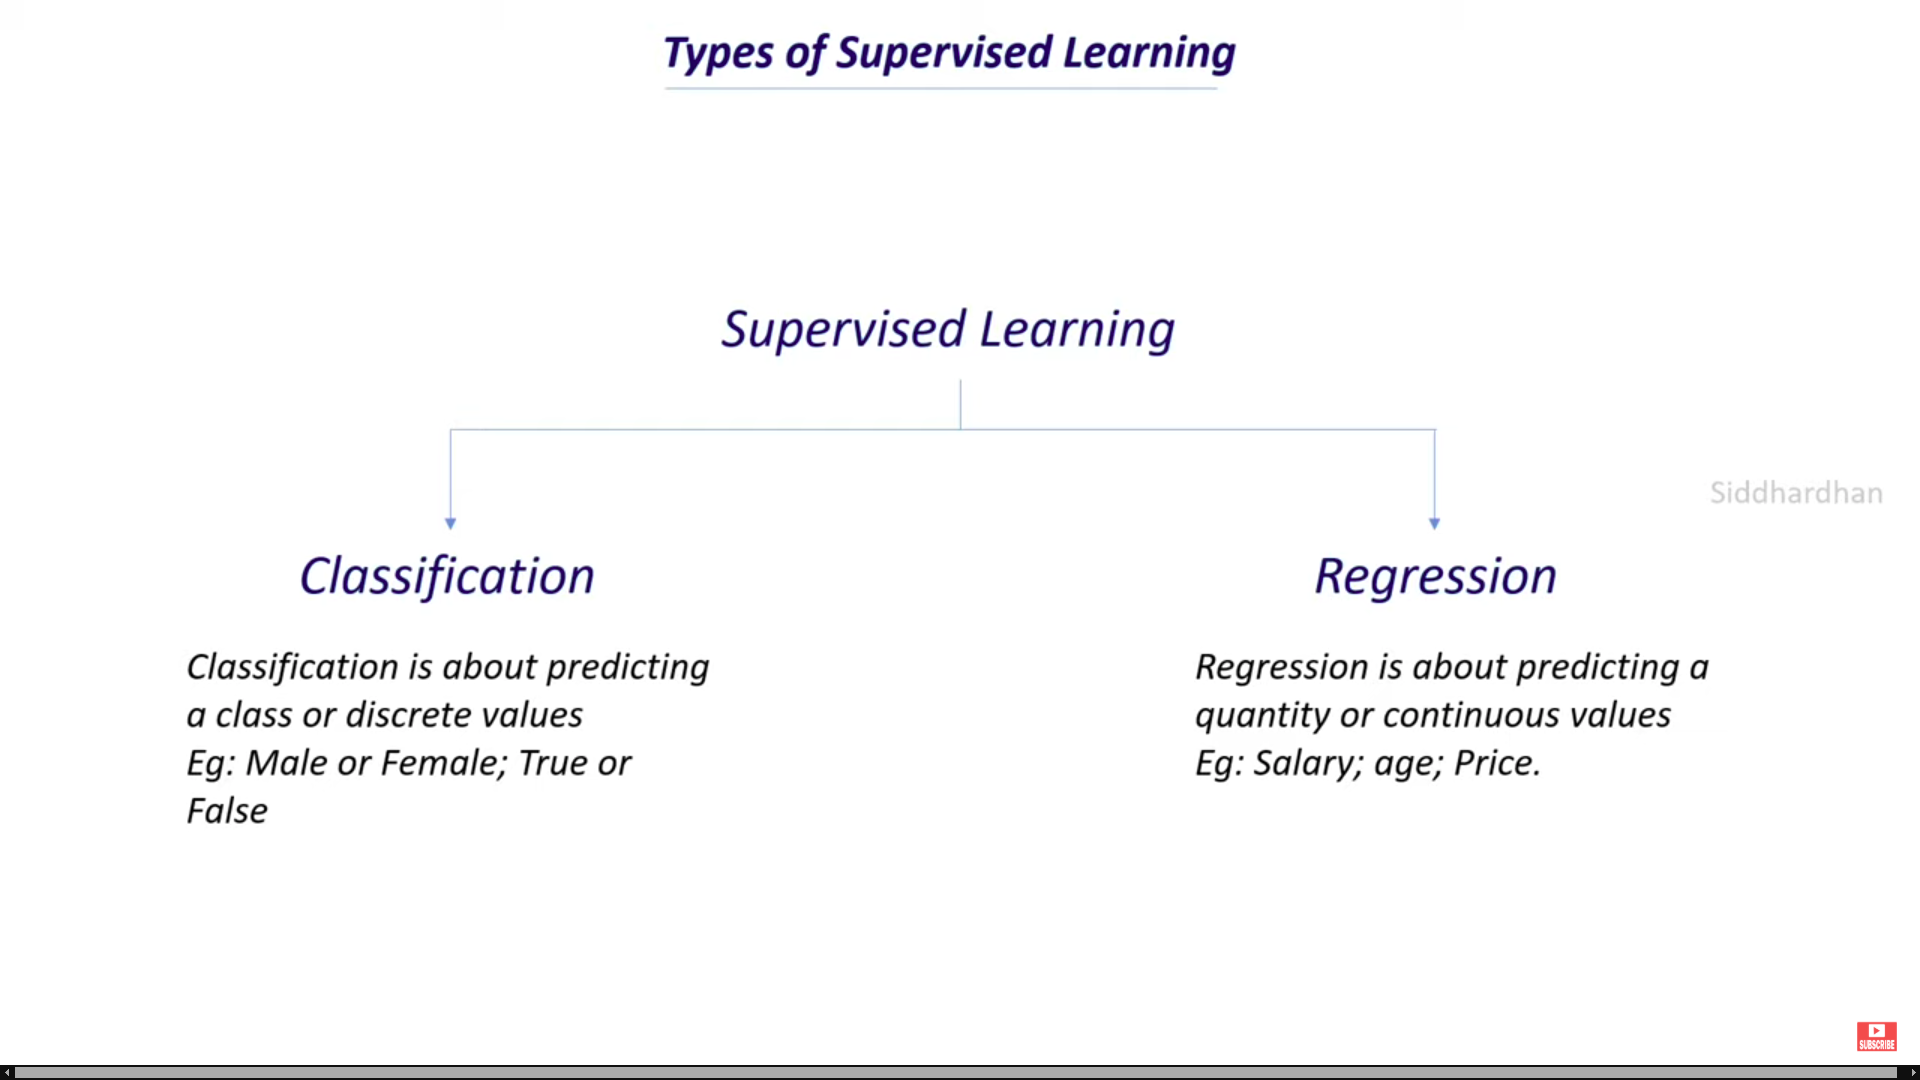 Types of Supervised Learning
Supervised Learning
Siddhardhan
Classification
Classification is about predicting
a class or discrete values
Eg: Male or Female; True or
False
Regression
Regression is about predicting a
quantity or continuous values
Eg: Salary; age; Price.
SUBSCRIBE